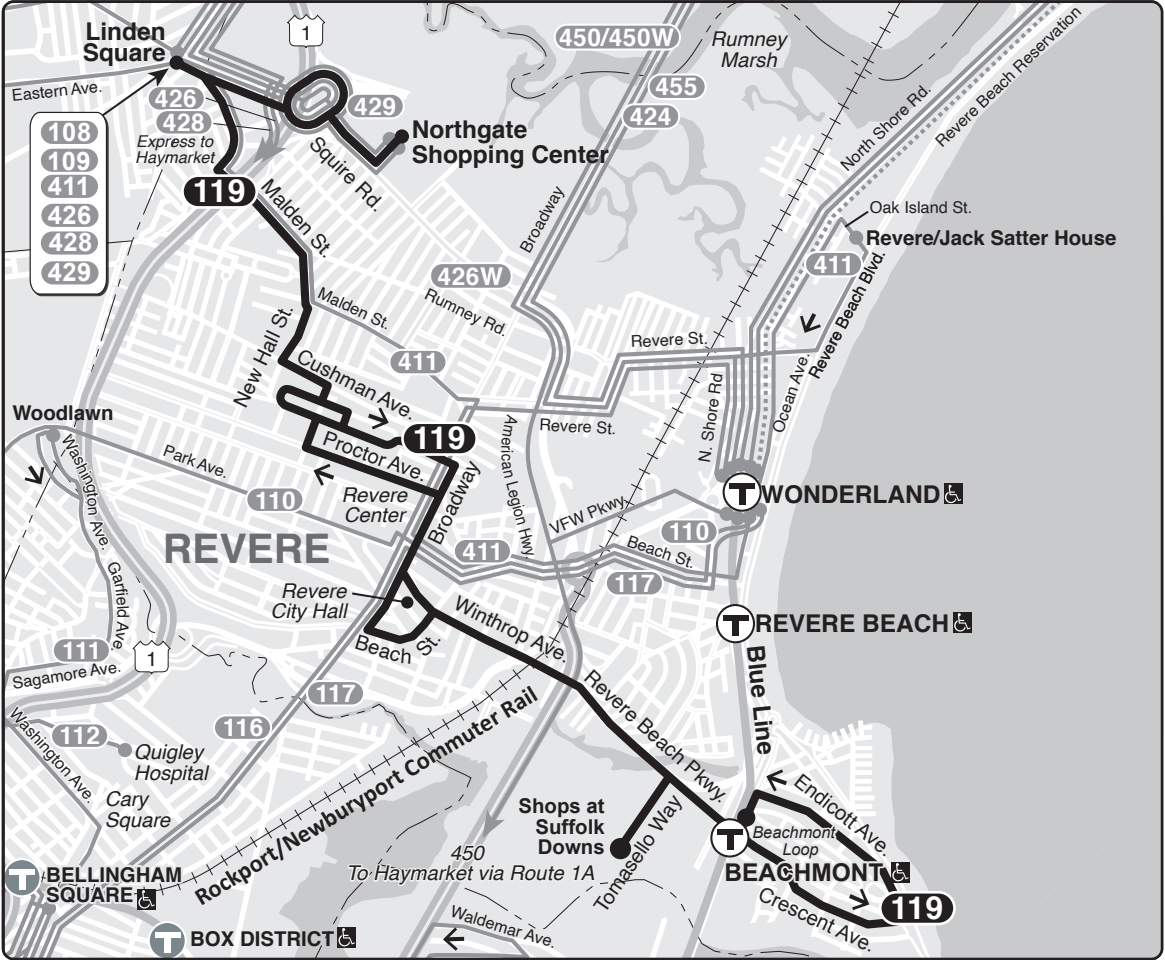 Linden
Square
1
450/450W
Rumney
Marsh
Eastern Ave.
426
429
455
424
428
Express to
Haymarket
108
109
411
426
428
429
Northgate
Shopping Center
Squire Rd.
119
Malden St.
Broadway
North Shore Rd.
Revere Beach Reservation
Oak Island St.
Revere/Jack Satter House
411
Revere Beach Blvd.
426W
Rumney Rd.
Malden St.
New Hall St.
411
Revere St.
Ocean Ave.
N. Shore Rd
Cushman Ave.
Woodlawn
Washington Ave.
Park Ave.
110
119
Proctor Ave.
Revere
Center
Broadway
American Legion Hwy.
Revere St.
T WONDERLAND
VFW Pkwy.
110
REVERE
411
Beach St.
117
Garfield Ave.
Revere
City Hall
Winthrop Ave.
Beach St.
T REVERE BEACH
Blue Line
111
1
Sagamore Ave.
117
116
Washington Ave.
112
Quigley
Hospital
Cary
Square
Rockport/Newburyport Commuter Rail
Revere Beach Pkwy.
Shops at
Suffolk
Downs
Tomasello Way
450
To Haymarket via Route 1A
Endicott Ave.
Beachmont
Loop
T
BEACHMONT
119
Crescent Ave.
T BELLINGHAM
SQUARE
T BOX DISTRICT
Waldemar Ave.